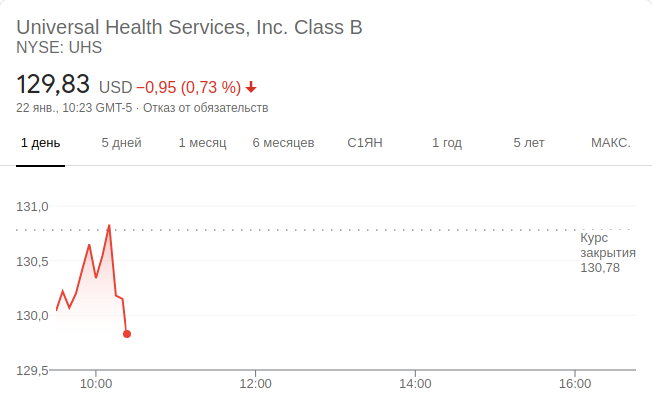 Universal Health Services, Inc. Class B
NYSE: UHS
129,83 USD −0,95 (0,73 %)
22 янв., 10:23 GMT-5 · Отказ от обязательств
1 день 5 дней 1 месяц 6 месяцев С1ЯН 1 год 5 лет МАКС.
131,0
Курс
закрытия
130,78
130,5
130,0
129,5
10:00 12:00 14:00 16:00